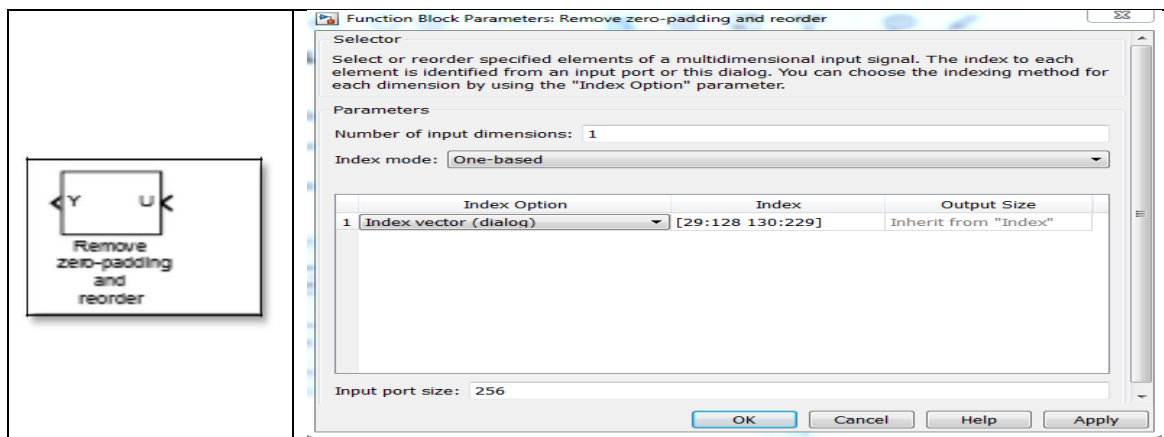 Y U
Remove
zero-padding
and
reorder
Function Block Parameters: Remove zero-padding and reorder
Selector
Select or reorder specified elements of a multidimensional input signal. The index to each
element is identified from an input port or this dialog. You can choose the indexing method for
each dimension by using the "Index Option" parameter.
Parameters
Number of input dimensions: 1
Index mode: One-based
Index Option Index Output Size
1 Index vector (dialog) [29:128 130:229] Inherit from "Index"
Input port size: 256
OK Cancel Help Apply